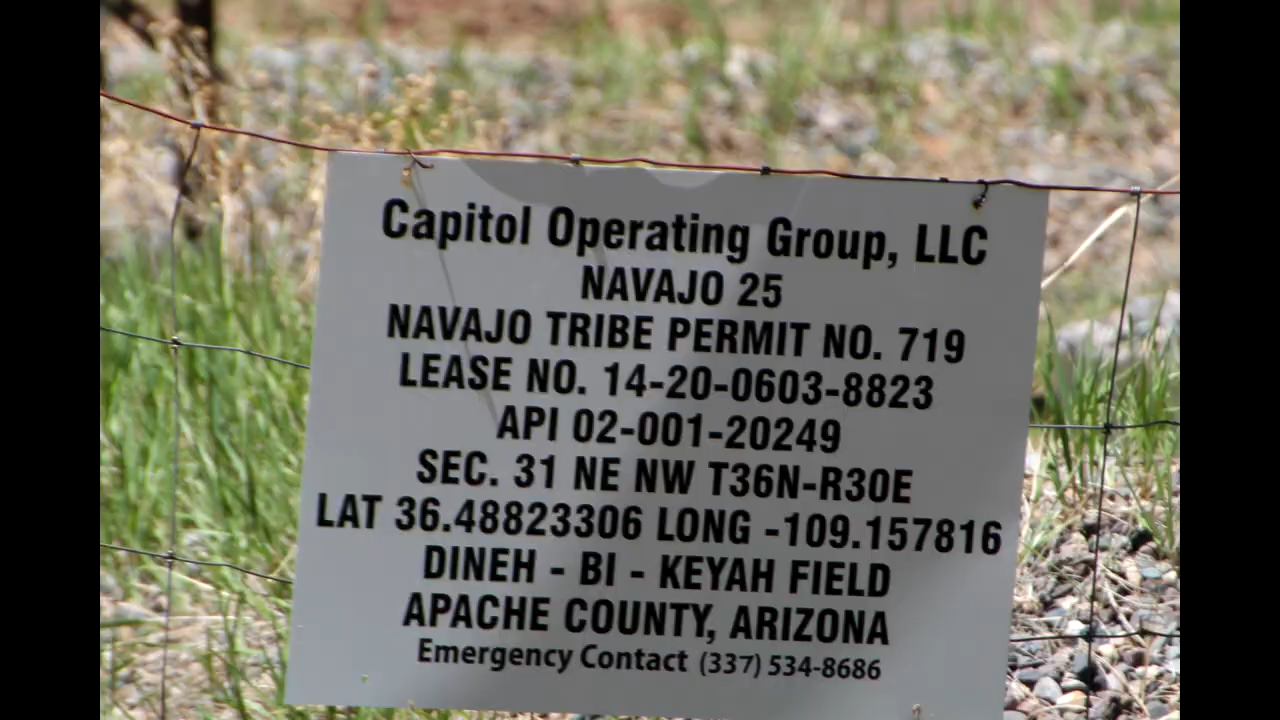 Capitol Operating Group, LLC
NAVAJO 25
NAVAJO TRIBE PERMIT NO. 719
LEASE NO. 14-20-0603-8823
API 02-001-20249
SEC. 31 NE NW T36N-R30E
LAT 36.48823306 LONG -109.157816
DINEH - BI - KEYAH FIELD
APACHE COUNTY, ARIZONA
Emergency Contact (337) 534-8686